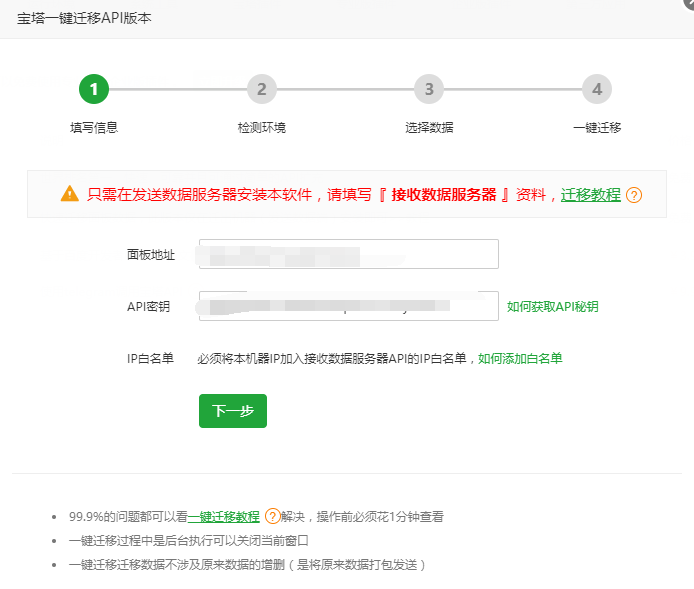 宝塔一键迁移API版本
1 2 3 4
填写信息 检测环境 选择数据 一键迁移
只需在发送数据服务器安装本软件，请填写『 接收数据服务器 』资料，迁移教程 ?
面板地址
API密钥 如何获取API秘钥
IP白名单 必须将本机器IP加入接收数据服务器API的IP白名单，如何添加白名单
下一步
99.9%的问题都可以看一键迁移教程 ?解决，操作前必须花1分钟查看
一键迁移过程中是后台执行可以关闭当前窗口
一键迁移迁移数据不涉及原来数据的增删（是将原来数据打包发送）